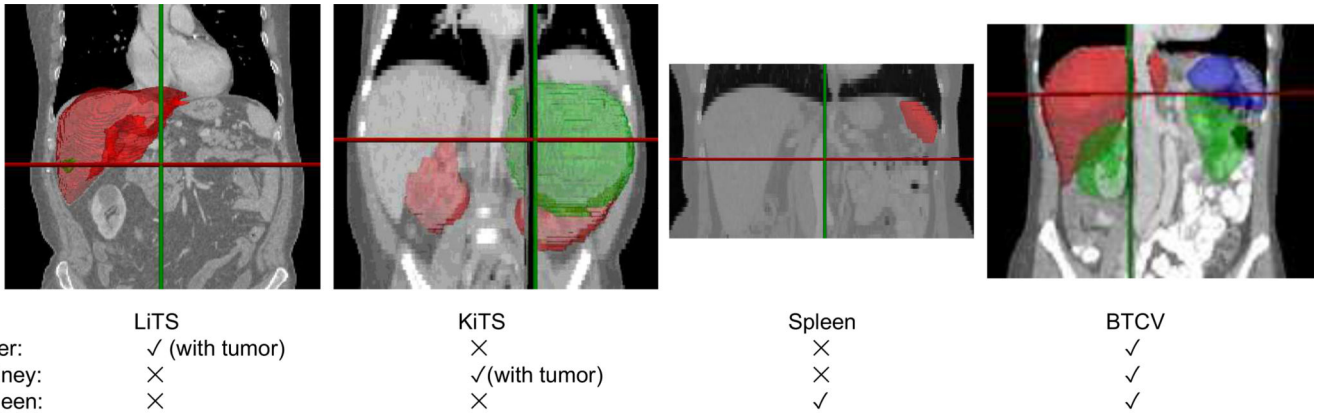 LiTS KiTS Spleen BTCV
er: ✓ (with tumor) × × ✓
ney: × ✓(with tumor) × ✓
een: × × ✓ ✓